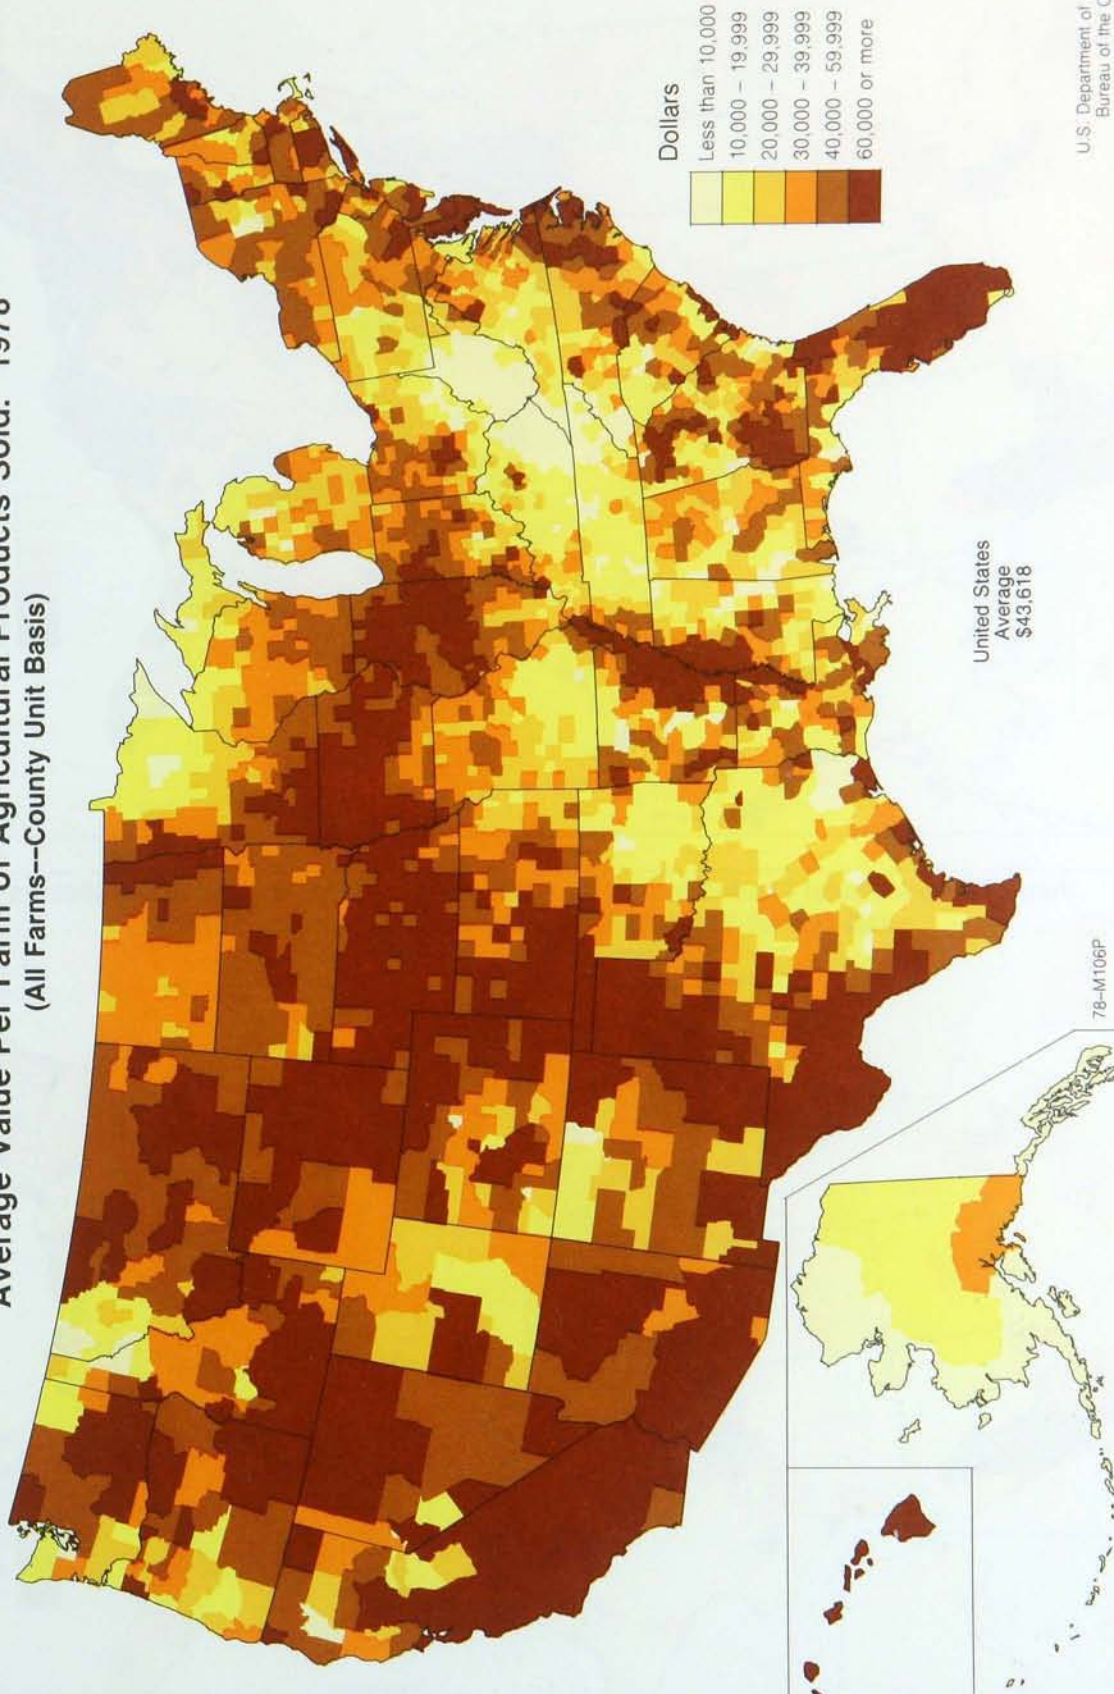 Average Value Per Farm of Agricultural Products Sold: 1978
(All Farms––County Unit Basis)
Dollars
Less than 10,000
10,000 – 19,999
20,000 – 29,999
30,000 – 39,999
40,000 – 59,999
60,000 or more
United States
Average
$43,618
78–M106P
U.S. Department of
Bureau of the C